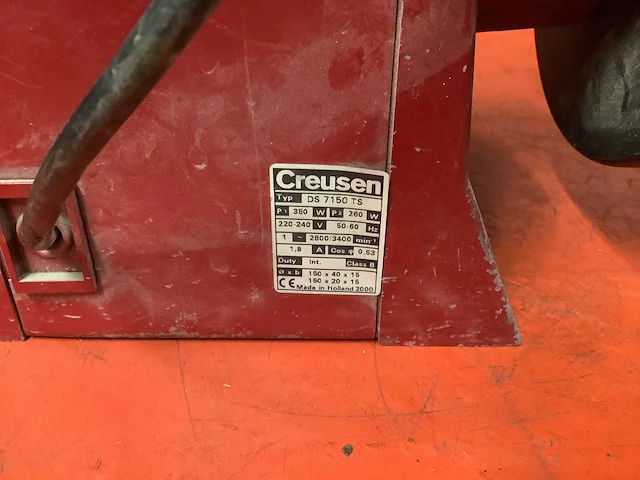 Creusen
Typ DS 7150 TS
P1 350 W P2 260 W
220-240 V 50-60 Hz
1 ~ 2800/3400 min-1
1,8 A Cos φ 0,53
Duty Int. Class B
ø x b 150 x 40 x 15
150 x 20 x 15
CE Made in Holland 2000